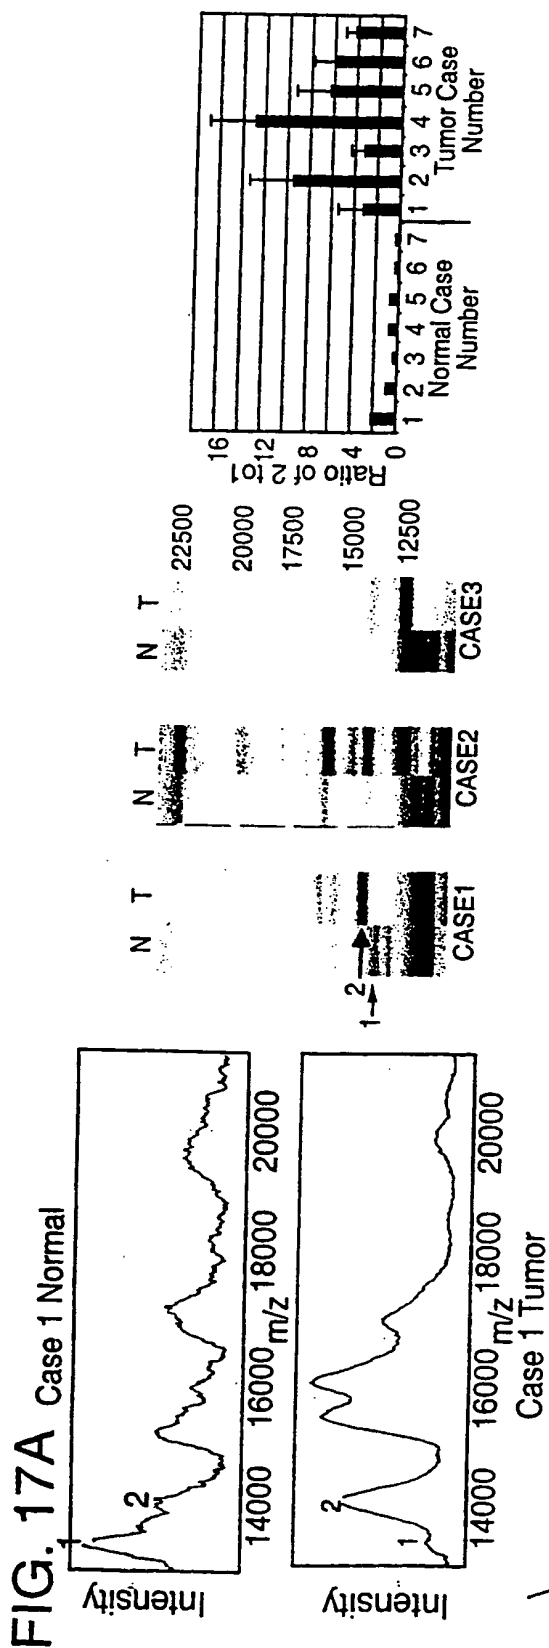 FIG. 17A
Case 1 Normal
Intensity
1
2
14000 16000 18000 20000
m/z
Intensity
1
2
14000 16000 18000 20000
m/z
Case 1 Tumor
N T
2
1
CASE1
N T
CASE2
N T
CASE3
22500
20000
17500
15000
12500
Ratio of 2 to1
16
12
8
4
0
1 2 3 4 5 6 7
Normal Case
Number
1 2 3 4 5 6 7
Tumor Case
Number